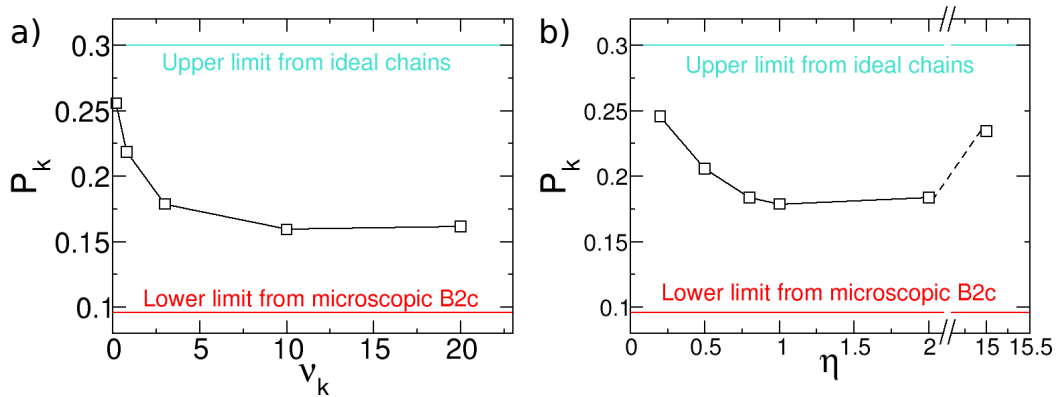 a)
0.3
Upper limit from ideal chains
0.25
0.2
0.15
0.1
P_k
Lower limit from microscopic B2c
0 5 10 15 20
ν_k
b)
0.3
Upper limit from ideal chains
0.25
0.2
0.15
0.1
P_k
Lower limit from microscopic B2c
0 0.5 1 1.5 2 15 15.5
η